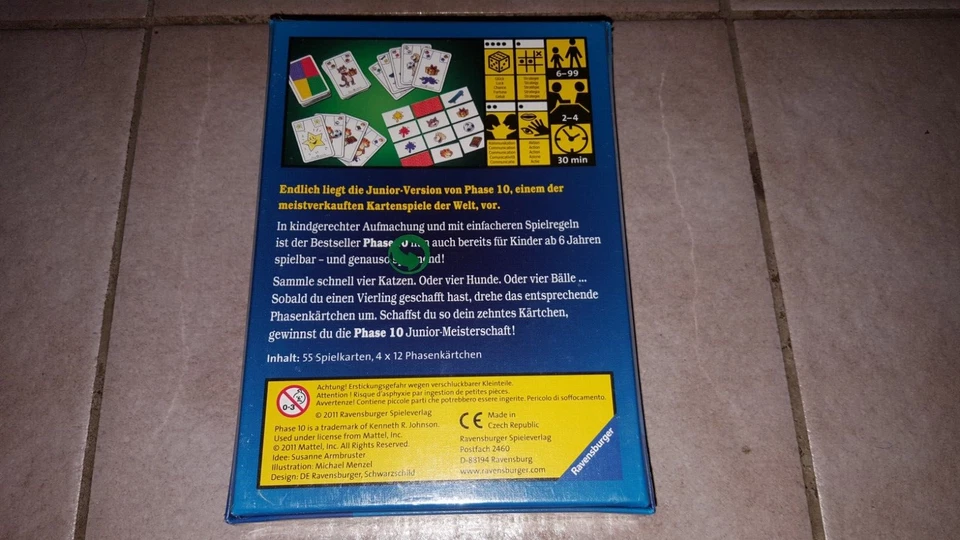 6–99
2–4
30 min
Endlich liegt die Junior-Version von Phase 10, einem der
meistverkauften Kartenspiele der Welt, vor.
In kindgerechter Aufmachung und mit einfacheren Spielregeln
ist der Bestseller Phase auch bereits für Kinder ab 6 Jahren
spielbar – und genauso
Sammle schnell vier Katzen. Oder vier Hunde. Oder vier Bälle ...
Sobald du einen Vierling geschafft hast, drehe das entsprechende
Phasenkärtchen um. Schaffst du so dein zehntes Kärtchen,
gewinnst du die Phase 10 Junior-Meisterschaft!
Inhalt: 55 Spielkarten, 4 x 12 Phasenkärtchen
0-3
Achtung! Erstickungsgefahr wegen verschluckbarer Kleinteile.
Attention ! Risque d'asphyxie par ingestion de petites pièces.
Avvertenze! Contiene piccole parti che potrebbero essere ingerite. Pericolo di soffocamento.
© 2011 Ravensburger Spieleverlag
Phase 10 is a trademark of Kenneth R. Johnson.
Used under license from Mattel, Inc.
© 2011 Mattel, Inc. All Rights Reserved.
Idee: Susanne Armbruster
Illustration: Michael Menzel
Design: DE Ravensburger, Schwarzschild
CE Made in
Czech Republic
Ravensburger Spieleverlag
Postfach 2460
D-88194 Ravensburg
www.ravensburger.com
Ravensburger